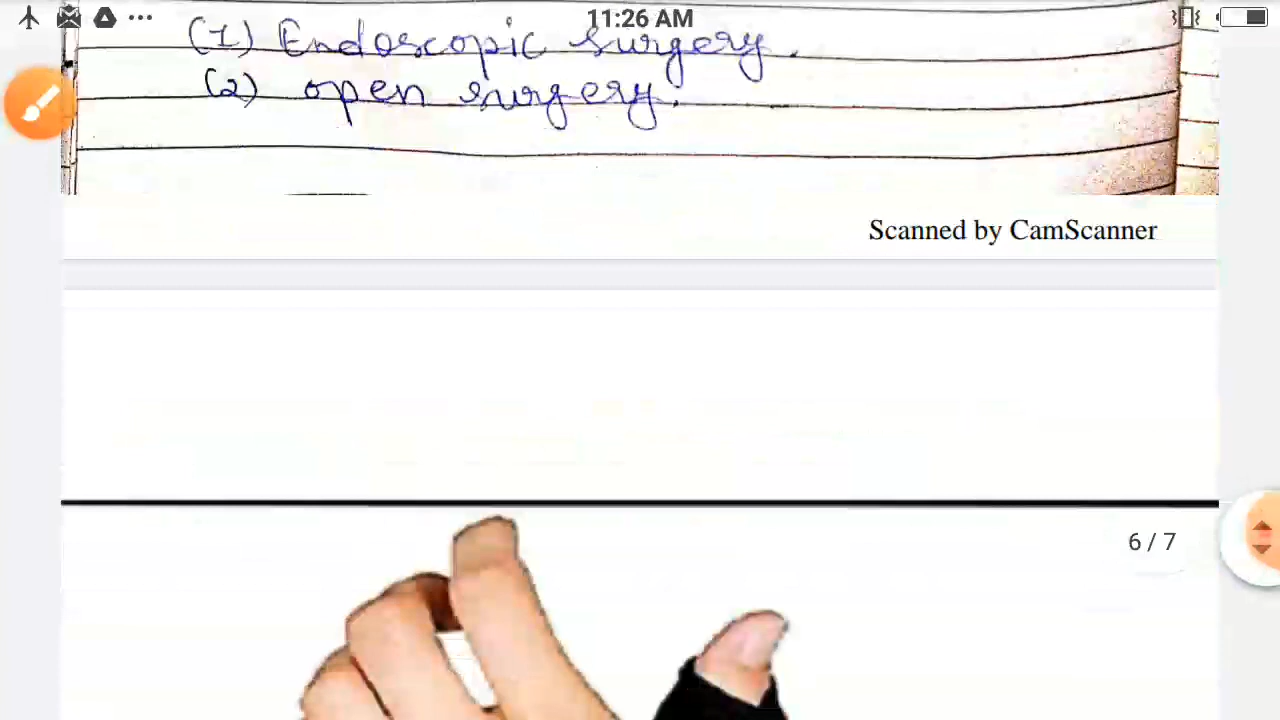 11:26 AM
(1) Endoscopic surgery.
(2) open surgery.
Scanned by CamScanner
6 / 7